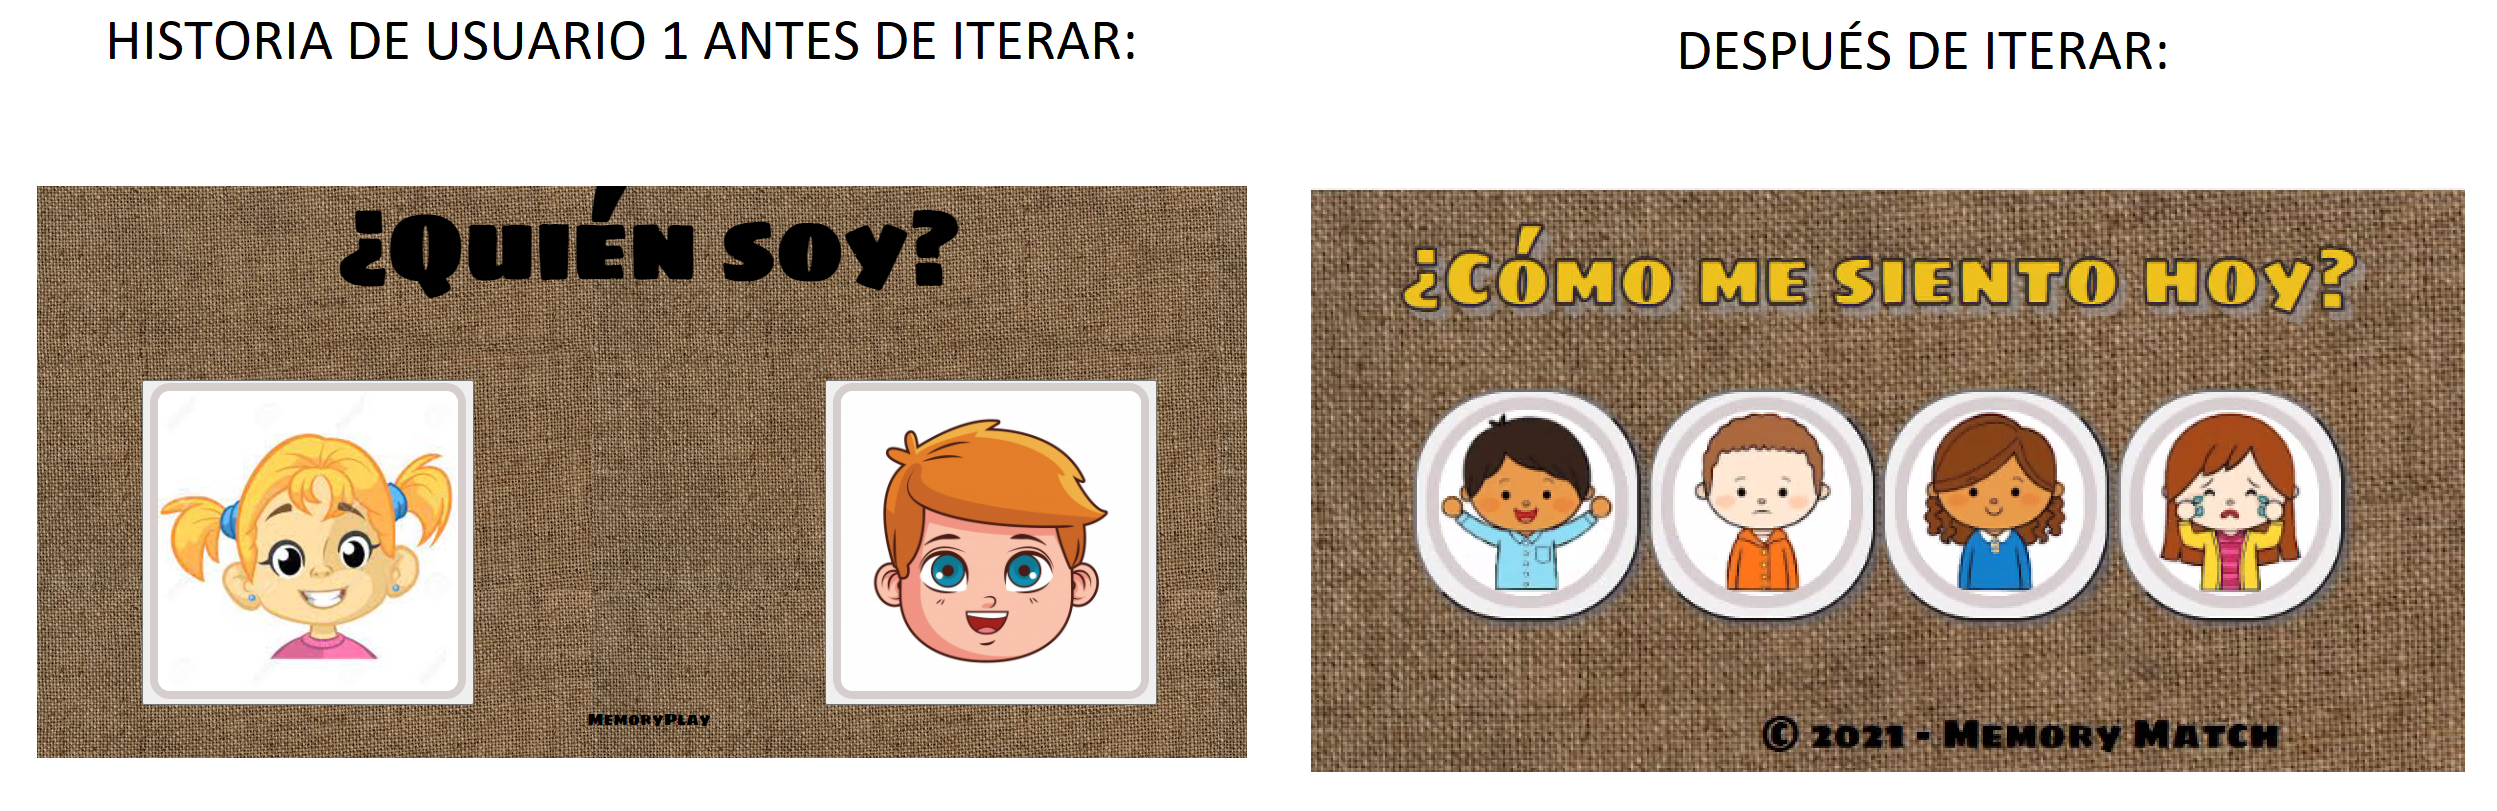 HISTORIA DE USUARIO 1 ANTES DE ITERAR:
DESPUÉS DE ITERAR:
¿Quién soy?
MemoryPlay
¿Cómo me siento hoy?
© 2021 - Memory Match